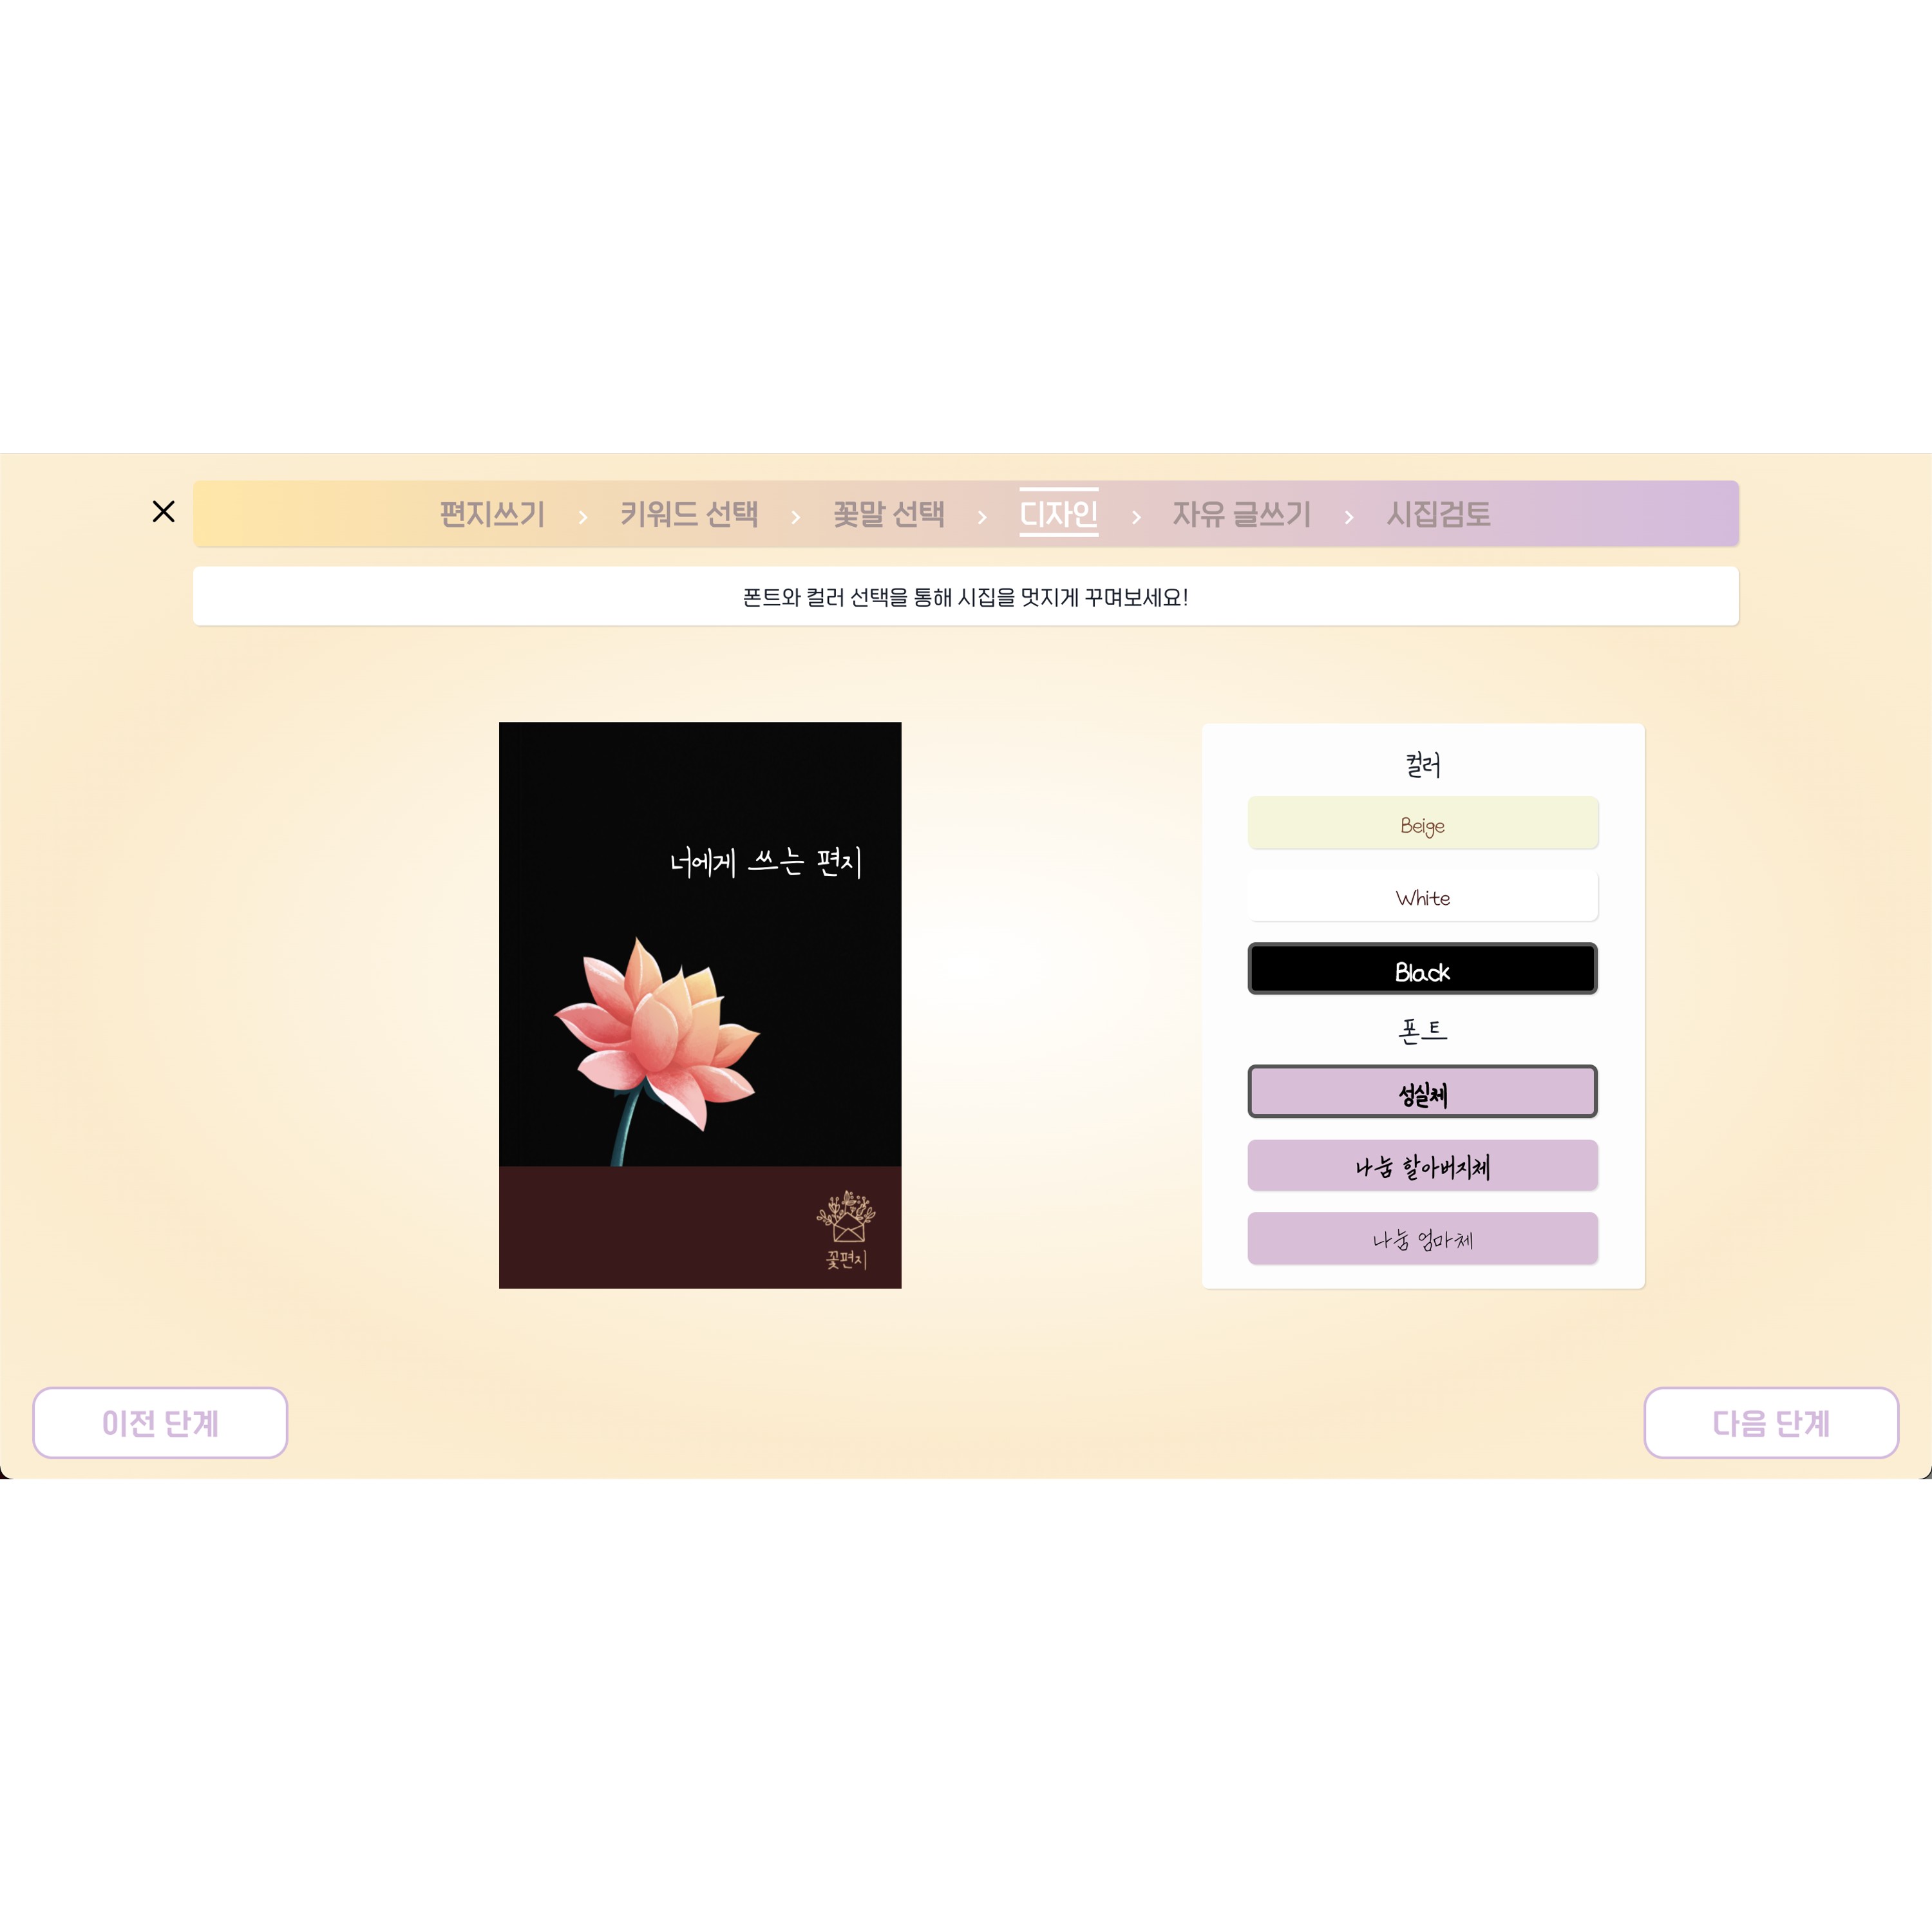 편지쓰기 > 키워드 선택 > 꽃말 선택 > 디자인 > 자유 글쓰기 > 시집검토
폰트와 컬러 선택을 통해 시집을 멋지게 꾸며보세요!
너에게 쓰는 편지
꽃편지
컬러
Beige
White
Black
폰트
성실체
나눔 할아버지체
나눔 엄마체
이전 단계
다음 단계